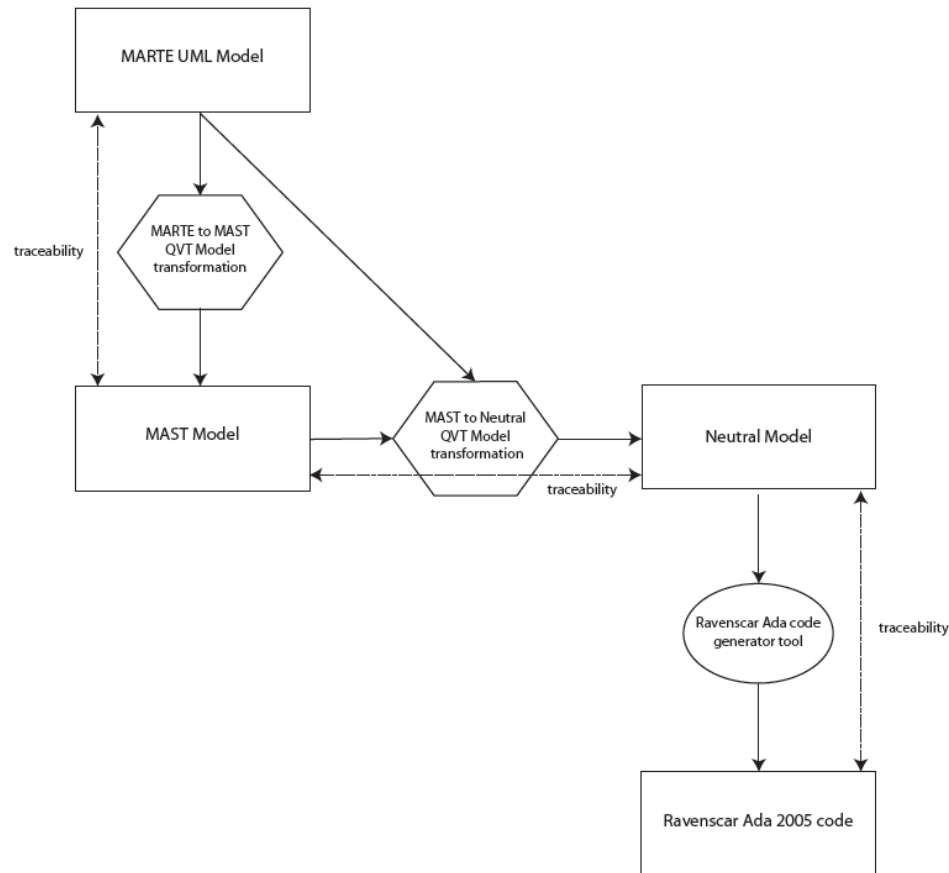 MARTE UML Model
traceability
MARTE to MAST
QVT Model
transformation
MAST Model
MAST to Neutral
QVT Model
transformation
Neutral Model
traceability
Ravenscar Ada code
generator tool
traceability
Ravenscar Ada 2005 code